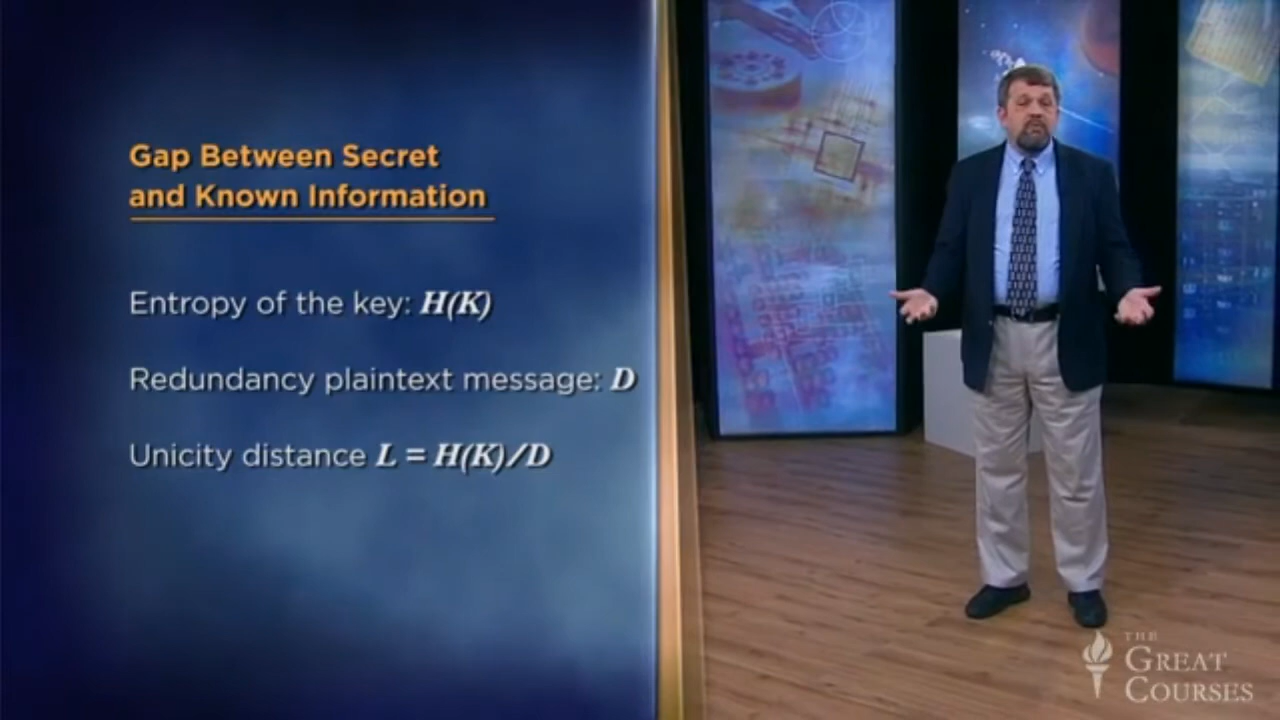 Gap Between Secret
and Known Information
Entropy of the key: H(K)
Redundancy plaintext message: D
Unicity distance L = H(K)/D
THE
GREAT
COURSES